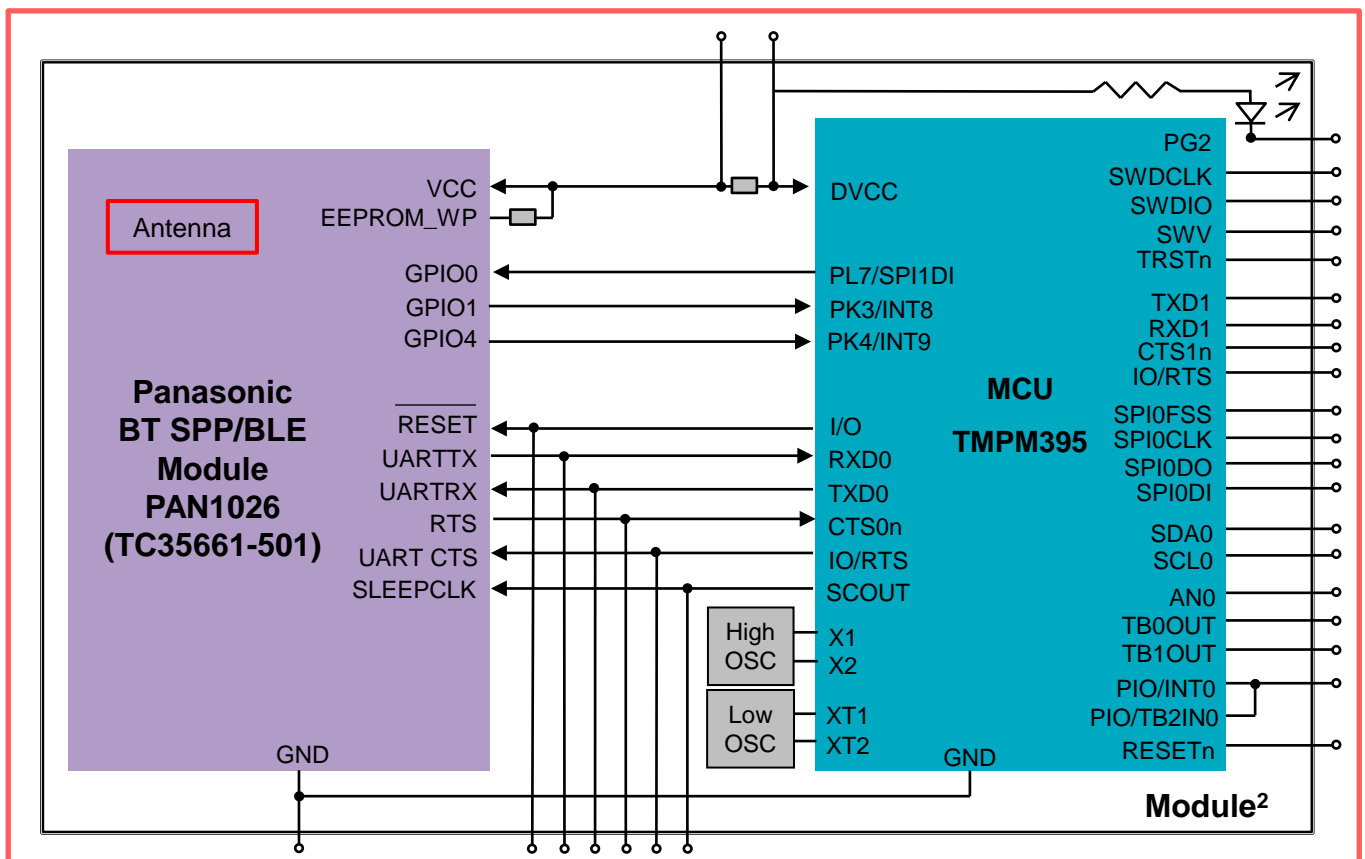 Antenna
VCC
EEPROM_WP
GPIO0
GPIO1
GPIO4
Panasonic
BT SPP/BLE
Module
PAN1026
(TC35661-501)
RESET
UARTTX
UARTRX
RTS
UART CTS
SLEEPCLK
GND
DVCC
PL7/SPI1DI
PK3/INT8
PK4/INT9
MCU
TMPM395
I/O
RXD0
TXD0
CTS0n
IO/RTS
SCOUT
High
OSC
X1
X2
Low
OSC
XT1
XT2
GND
PG2
SWDCLK
SWDIO
SWV
TRSTn
TXD1
RXD1
CTS1n
IO/RTS
SPI0FSS
SPI0CLK
SPI0DO
SPI0DI
SDA0
SCL0
AN0
TB0OUT
TB1OUT
PIO/INT0
PIO/TB2IN0
RESETn
Module²